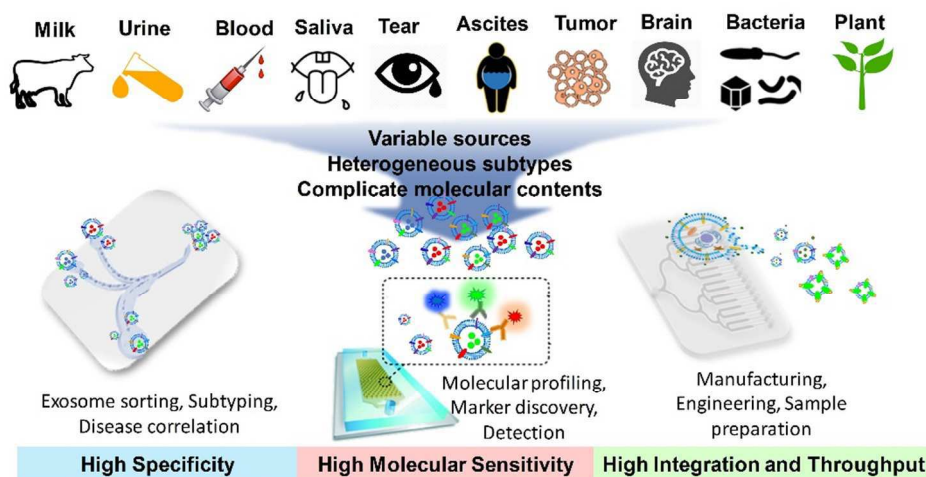 Milk
Urine
Blood
Saliva
Tear
Ascites
Tumor
Brain
Bacteria
Plant
Variable sources
Heterogeneous subtypes
Complicate molecular contents
Exosome sorting, Subtyping,
Disease correlation
Molecular profiling,
Marker discovery,
Detection
Manufacturing,
Engineering, Sample
preparation
High Specificity
High Molecular Sensitivity
High Integration and Throughput